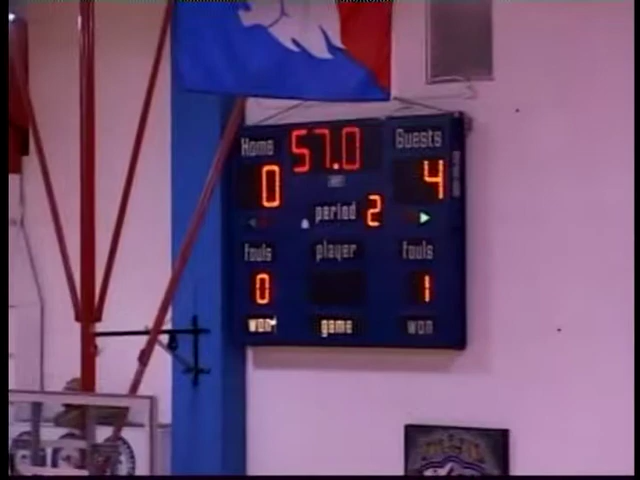 Home 57.0 Guests
0 4
period 2
fouls player fouls
0 1
won game won